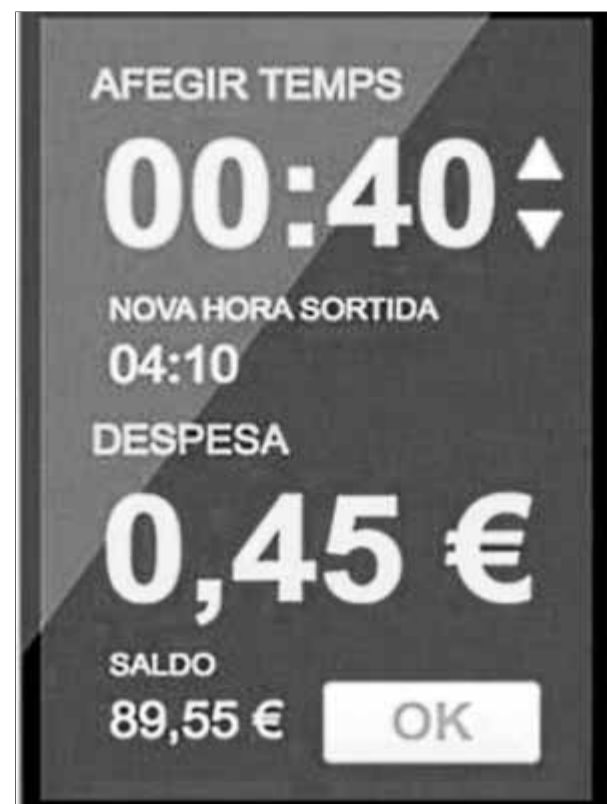 AFEGIR TEMPS
00:40
NOVA HORA SORTIDA
04:10
DESPESA
0,45 €
SALDO
89,55 €
OK